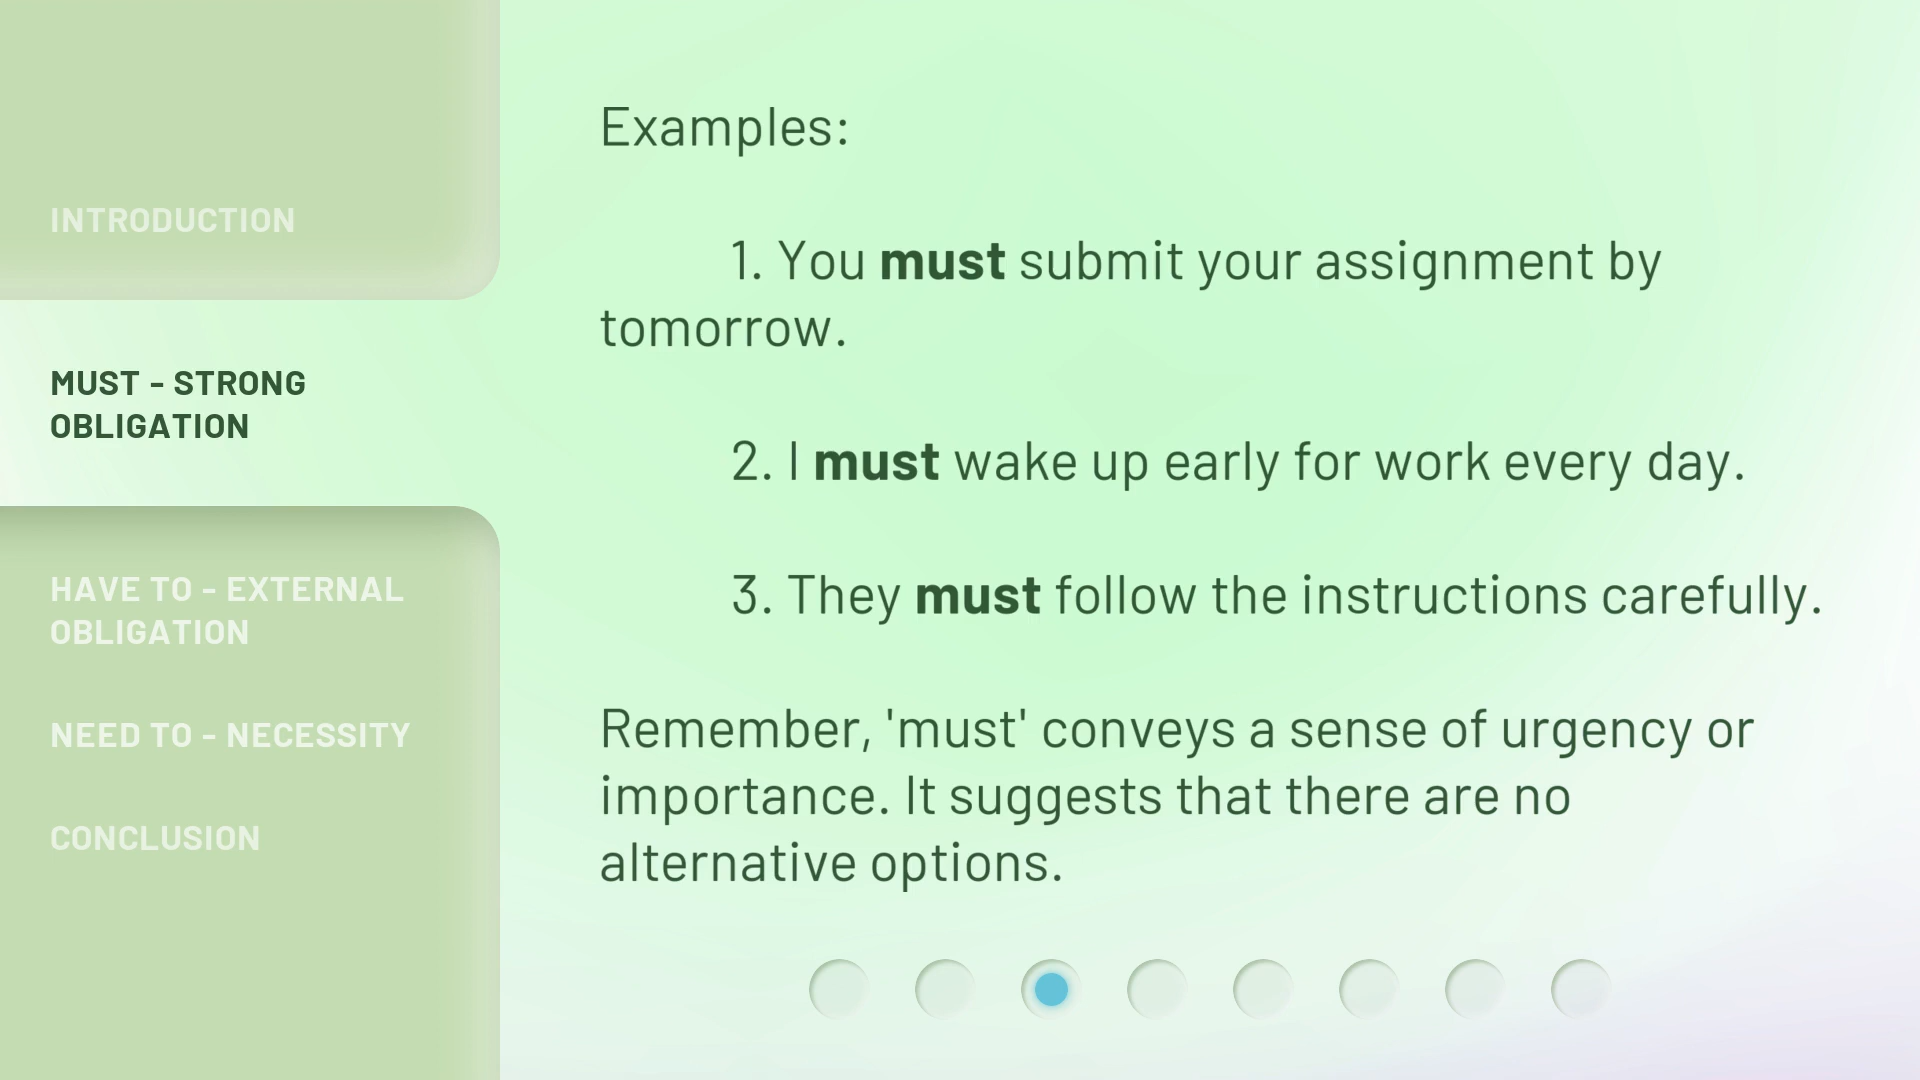 INTRODUCTION
MUST - STRONG
OBLIGATION
HAVE TO - EXTERNAL
OBLIGATION
NEED TO - NECESSITY
CONCLUSION
Examples:
1. You must submit your assignment by
tomorrow.
2. I must wake up early for work every day.
3. They must follow the instructions carefully.
Remember, 'must' conveys a sense of urgency or
importance. It suggests that there are no
alternative options.